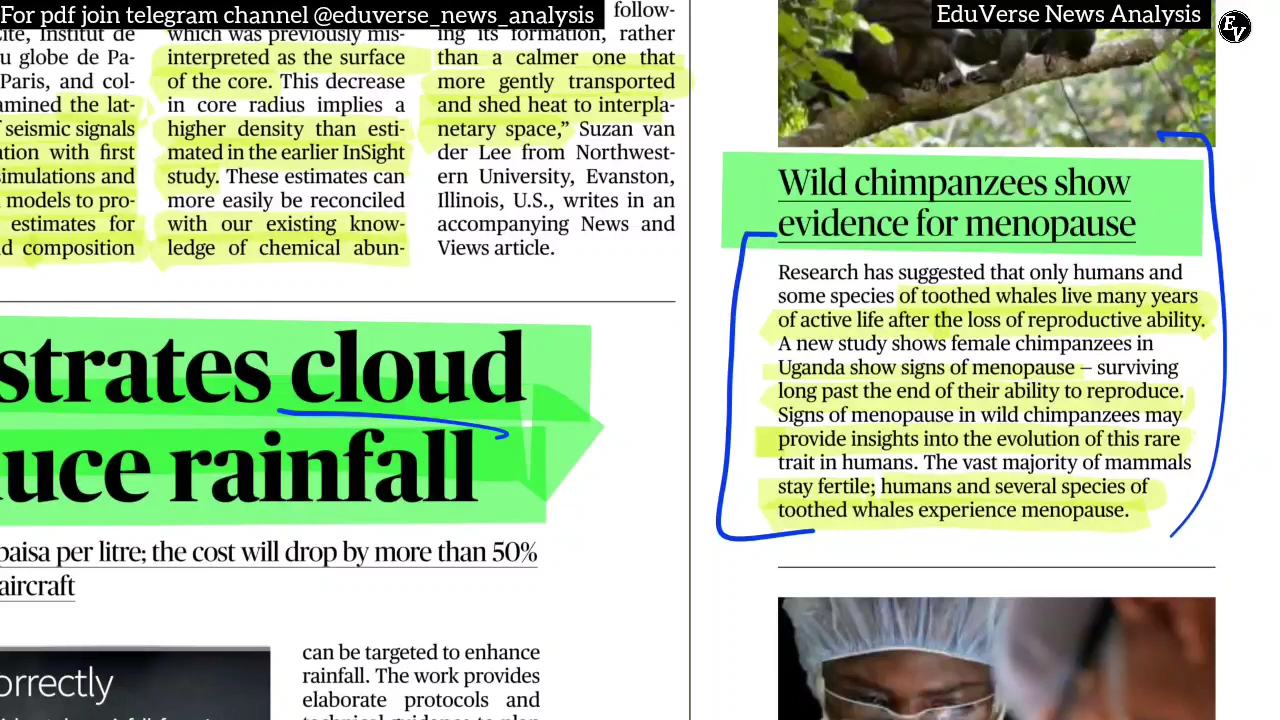 For pdf join telegram channel @eduverse_news_analysis
EduVerse News Analysis
EV
u globe de Pa-
Paris, and col-
amined the lat-
seismic signals
ation with first
simulations and
models to pro-
estimates for
d composition
which was previously mis-
interpreted as the surface
of the core. This decrease
in core radius implies a
higher density than esti-
mated in the earlier InSight
study. These estimates can
more easily be reconciled
with our existing know-
ledge of chemical abun-
follow-
ing its formation, rather
than a calmer one that
more gently transported
and shed heat to interpla-
netary space,” Suzan van
der Lee from Northwest-
ern University, Evanston,
Illinois, U.S., writes in an
accompanying News and
Views article.
strates cloud
uce rainfall
paisa per litre; the cost will drop by more than 50%
aircraft
orrectly
can be targeted to enhance
rainfall. The work provides
elaborate protocols and
Wild chimpanzees show
evidence for menopause
Research has suggested that only humans and
some species of toothed whales live many years
of active life after the loss of reproductive ability.
A new study shows female chimpanzees in
Uganda show signs of menopause — surviving
long past the end of their ability to reproduce.
Signs of menopause in wild chimpanzees may
provide insights into the evolution of this rare
trait in humans. The vast majority of mammals
stay fertile; humans and several species of
toothed whales experience menopause.